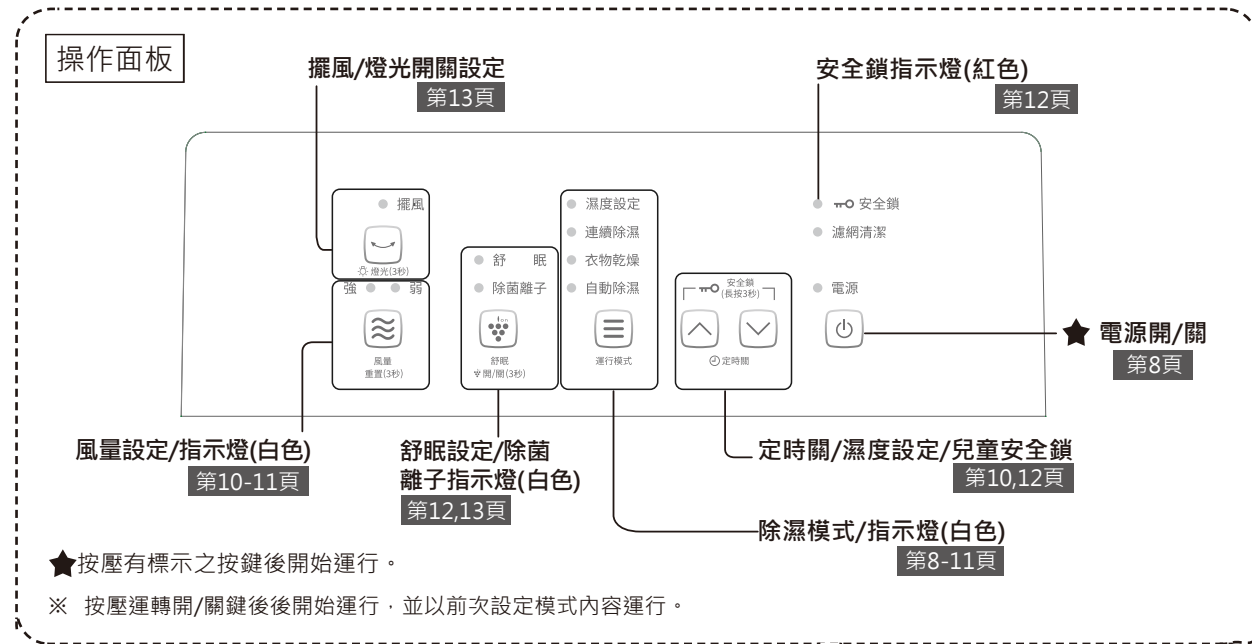 操作面板
擺風/燈光開關設定
第13頁
安全鎖指示燈(紅色)
第12頁
擺風
燈光(3秒)
強 弱
風量
重置(3秒)
舒 眠
除菌離子
ion
舒眠
開/關(3秒)
濕度設定
連續除濕
衣物乾燥
自動除濕
運行模式
安全鎖
(長按3秒)
定時關
安全鎖
濾網清潔
電源
★ 電源開/關
第8頁
風量設定/指示燈(白色)
第10-11頁
舒眠設定/除菌
離子指示燈(白色)
第12,13頁
定時關/濕度設定/兒童安全鎖
第10,12頁
除濕模式/指示燈(白色)
第8-11頁
★按壓有標示之按鍵後開始運行。
※ 按壓運轉開/關鍵後後開始運行,並以前次設定模式內容運行。